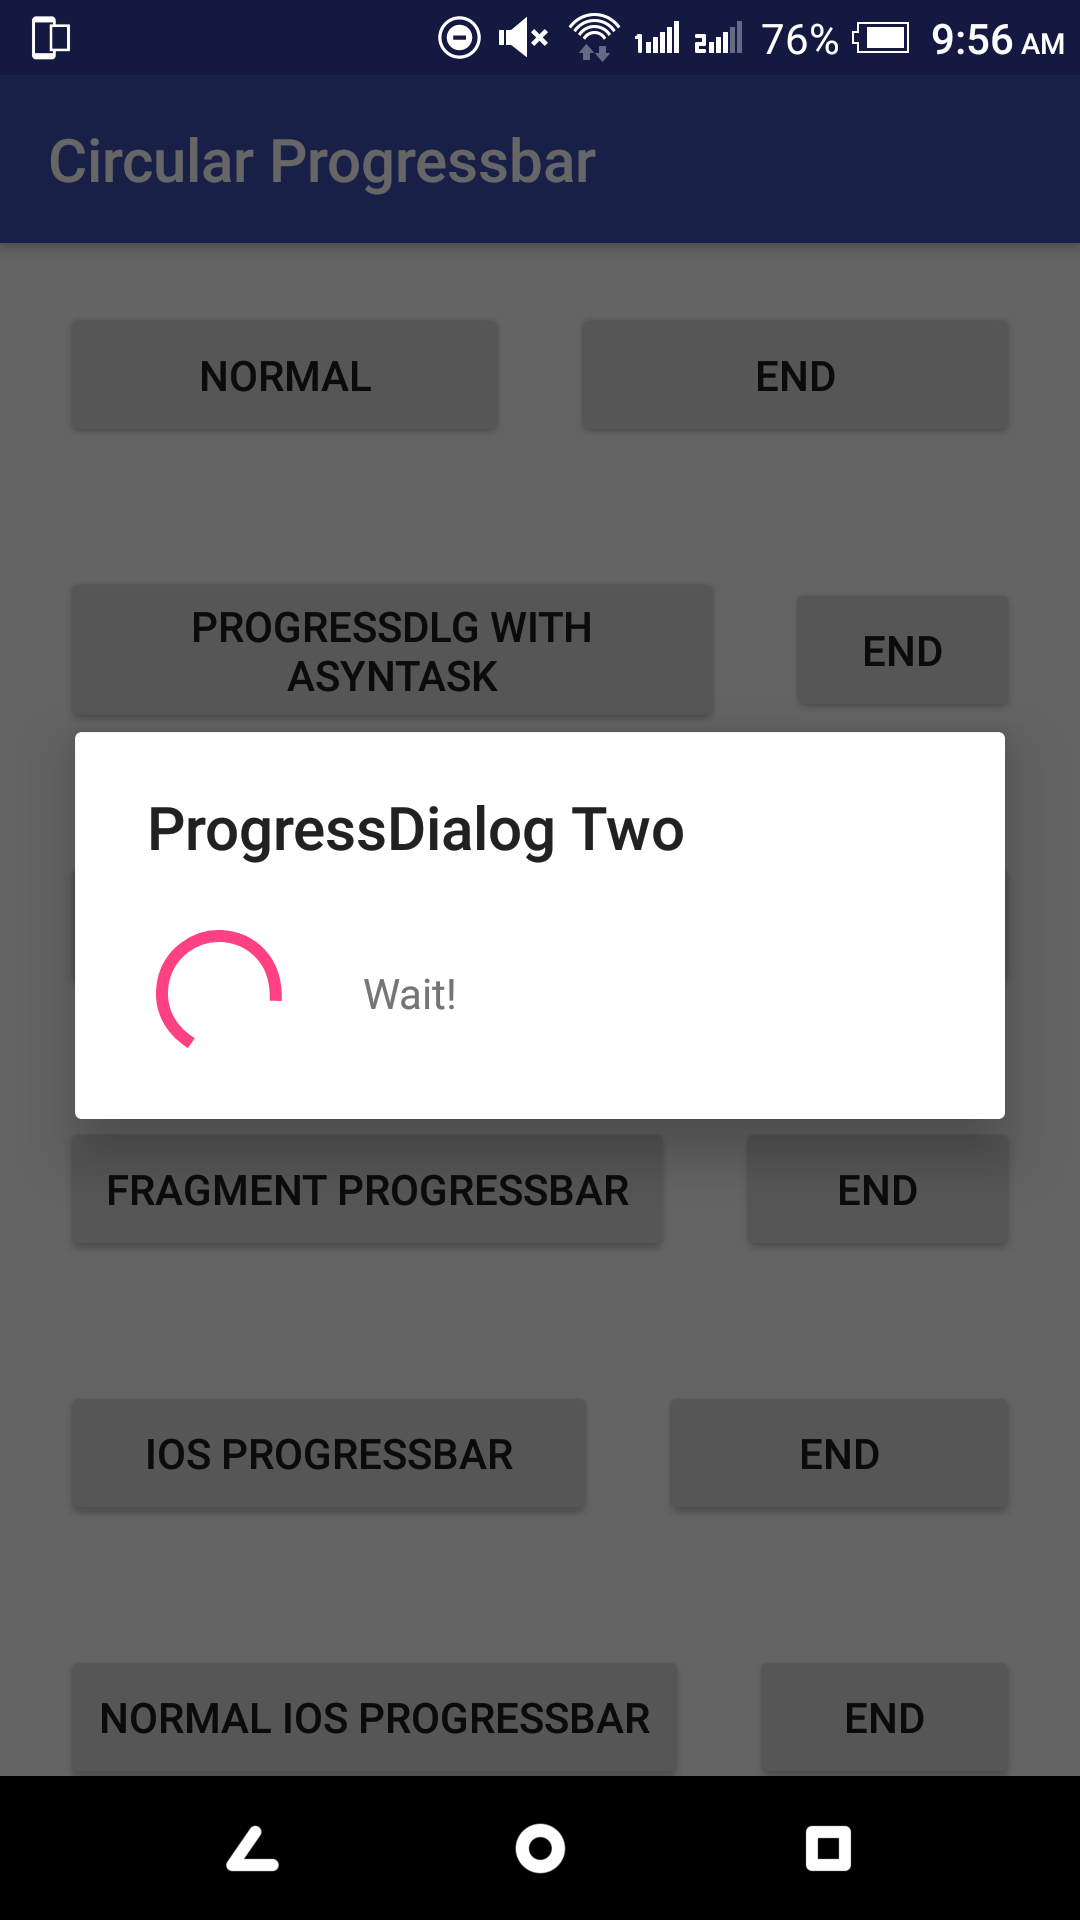 76% 9:56 AM
Circular Progressbar
NORMAL END
PROGRESSDLG WITH
ASYNTASK
END
ProgressDialog Two
Wait!
FRAGMENT PROGRESSBAR END
IOS PROGRESSBAR END
NORMAL IOS PROGRESSBAR END